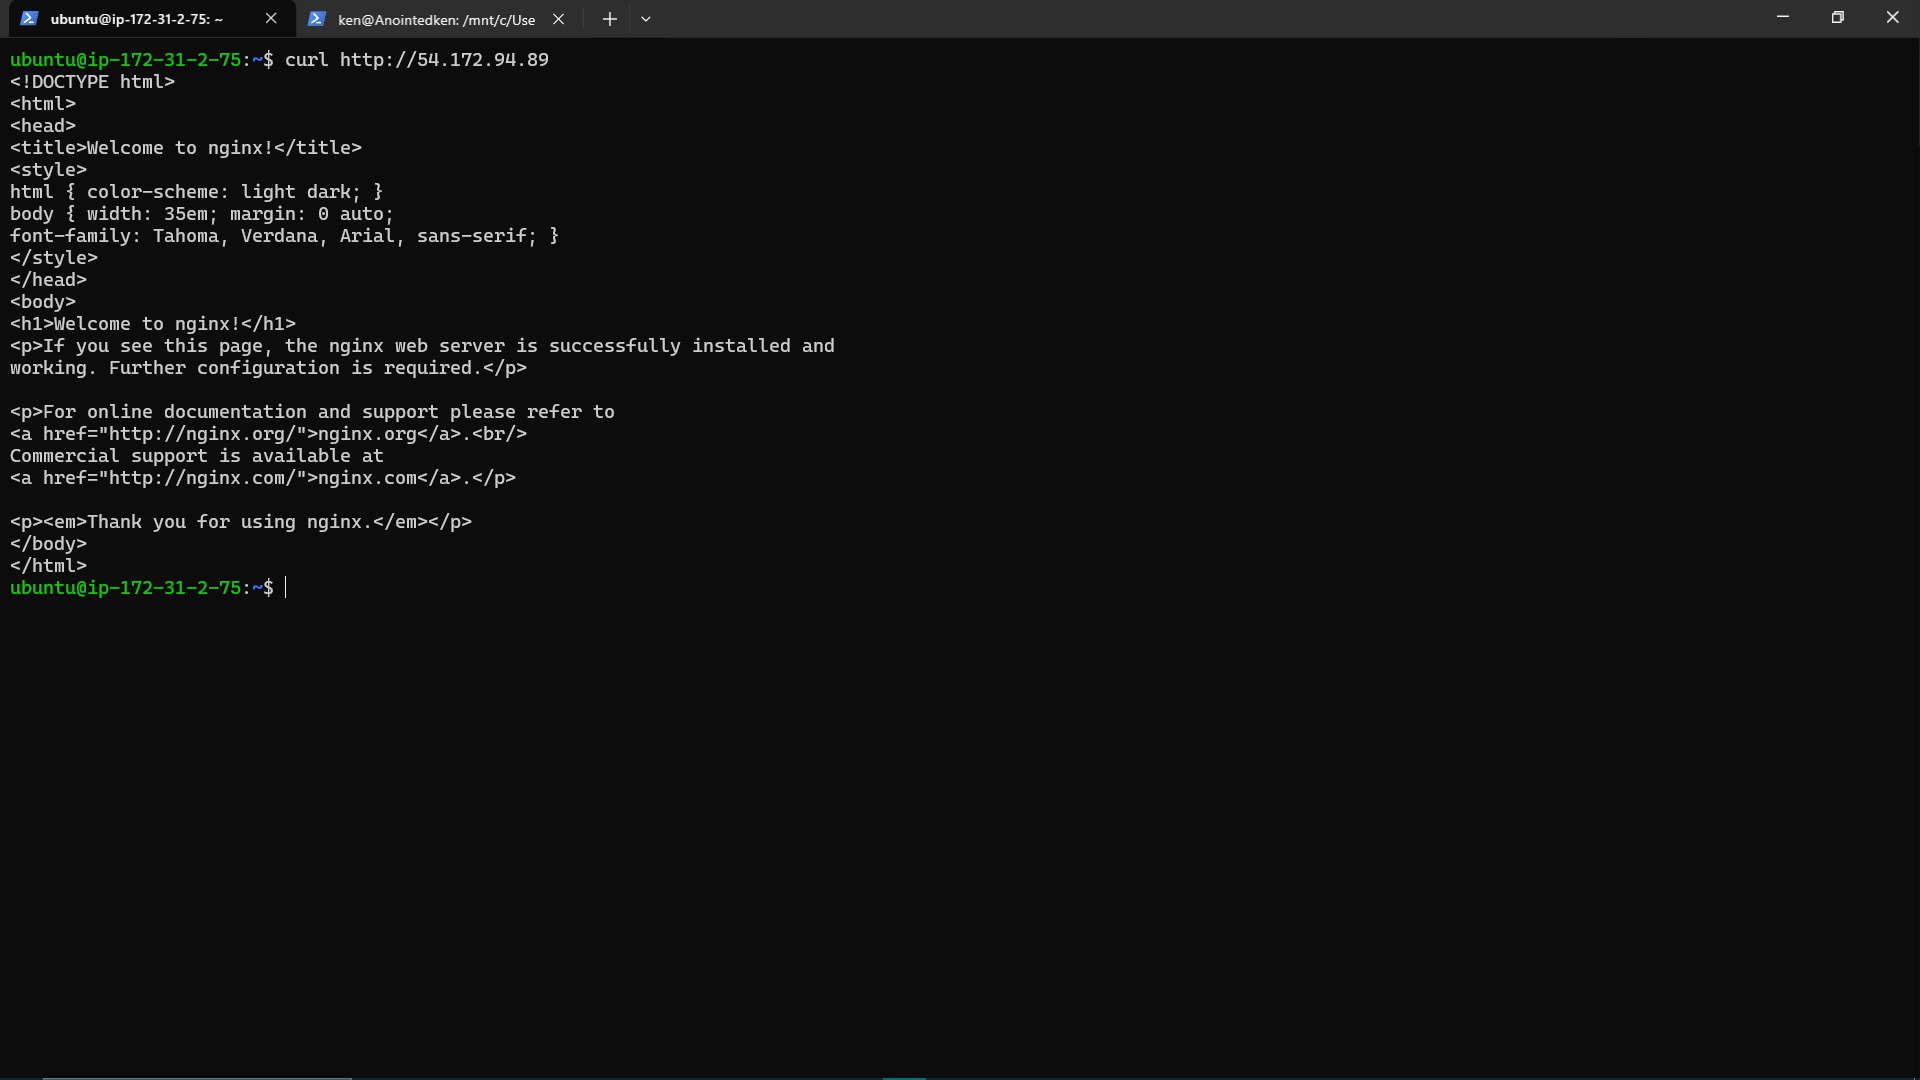 ubuntu@ip-172-31-2-75: ~
ken@Anointedken: /mnt/c/Use
ubuntu@ip-172-31-2-75:~$ curl http://54.172.94.89
<!DOCTYPE html>
<html>
<head>
<title>Welcome to nginx!</title>
<style>
html { color-scheme: light dark; }
body { width: 35em; margin: 0 auto;
font-family: Tahoma, Verdana, Arial, sans-serif; }
</style>
</head>
<body>
<h1>Welcome to nginx!</h1>
<p>If you see this page, the nginx web server is successfully installed and
working. Further configuration is required.</p>

<p>For online documentation and support please refer to
<a href="http://nginx.org/">nginx.org</a>.<br/>
Commercial support is available at
<a href="http://nginx.com/">nginx.com</a>.</p>

<p><em>Thank you for using nginx.</em></p>
</body>
</html>
ubuntu@ip-172-31-2-75:~$